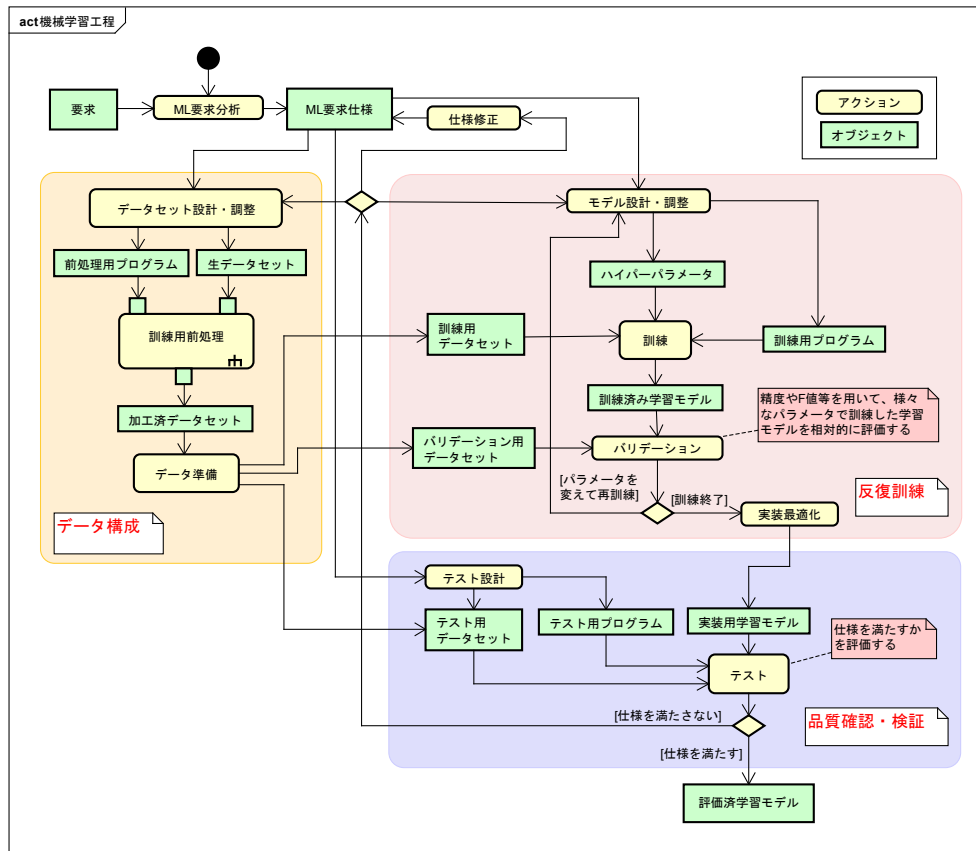 act機械学習工程
要求
ML要求分析
ML要求仕様
仕様修正
アクション
オブジェクト
データセット設計・調整
モデル設計・調整
前処理用プログラム
生データセット
ハイパーパラメータ
訓練用前処理
訓練用
データセット
訓練
訓練用プログラム
加工済データセット
訓練済み学習モデル
精度やF値等を用いて、様々
なパラメータで訓練した学習
モデルを相対的に評価する
バリデーション用
データセット
バリデーション
データ準備
[パラメータを
変えて再訓練]
[訓練終了]
反復訓練
データ構成
実装最適化
テスト設計
テスト用
データセット
テスト用プログラム
実装用学習モデル
仕様を満たすか
を評価する
テスト
[仕様を満たさない]
品質確認・検証
[仕様を満たす]
評価済学習モデル